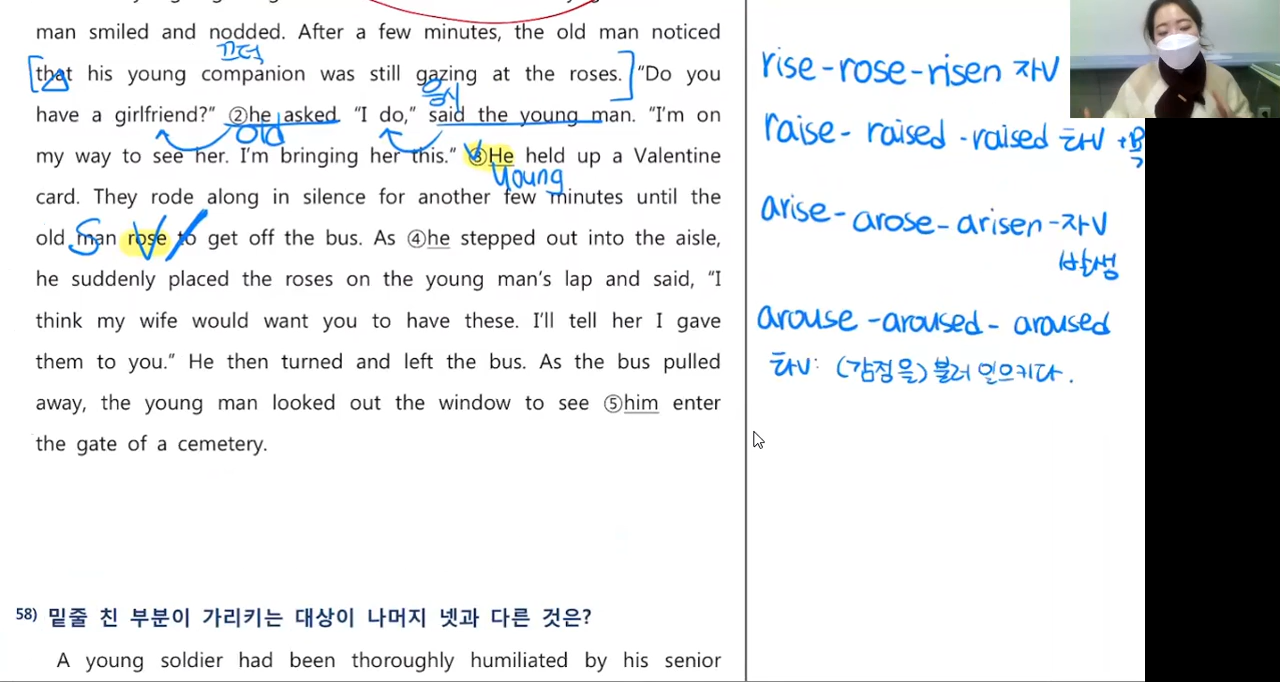 man smiled and nodded. After a few minutes, the old man noticed
끄덕
that his young companion was still gazing at the roses. "Do you
응시
have a girlfriend?" ②he asked. "I do," said the young man. "I'm on
old
my way to see her. I'm bringing her this." ③He held up a Valentine
young
card. They rode along in silence for another few minutes until the
S V
old man rose to get off the bus. As ④he stepped out into the aisle,
he suddenly placed the roses on the young man's lap and said, "I
think my wife would want you to have these. I'll tell her I gave
them to you." He then turned and left the bus. As the bus pulled
away, the young man looked out the window to see ⑤him enter
the gate of a cemetery.
58) 밑줄 친 부분이 가리키는 대상이 나머지 넷과 다른 것은?
A young soldier had been thoroughly humiliated by his senior
rise-rose-risen 자V
raise- raised -raised 타V +목
arise- arose- arisen-자V
발생
arouse -aroused- aroused
타V: (감정을) 불러 일으키다.